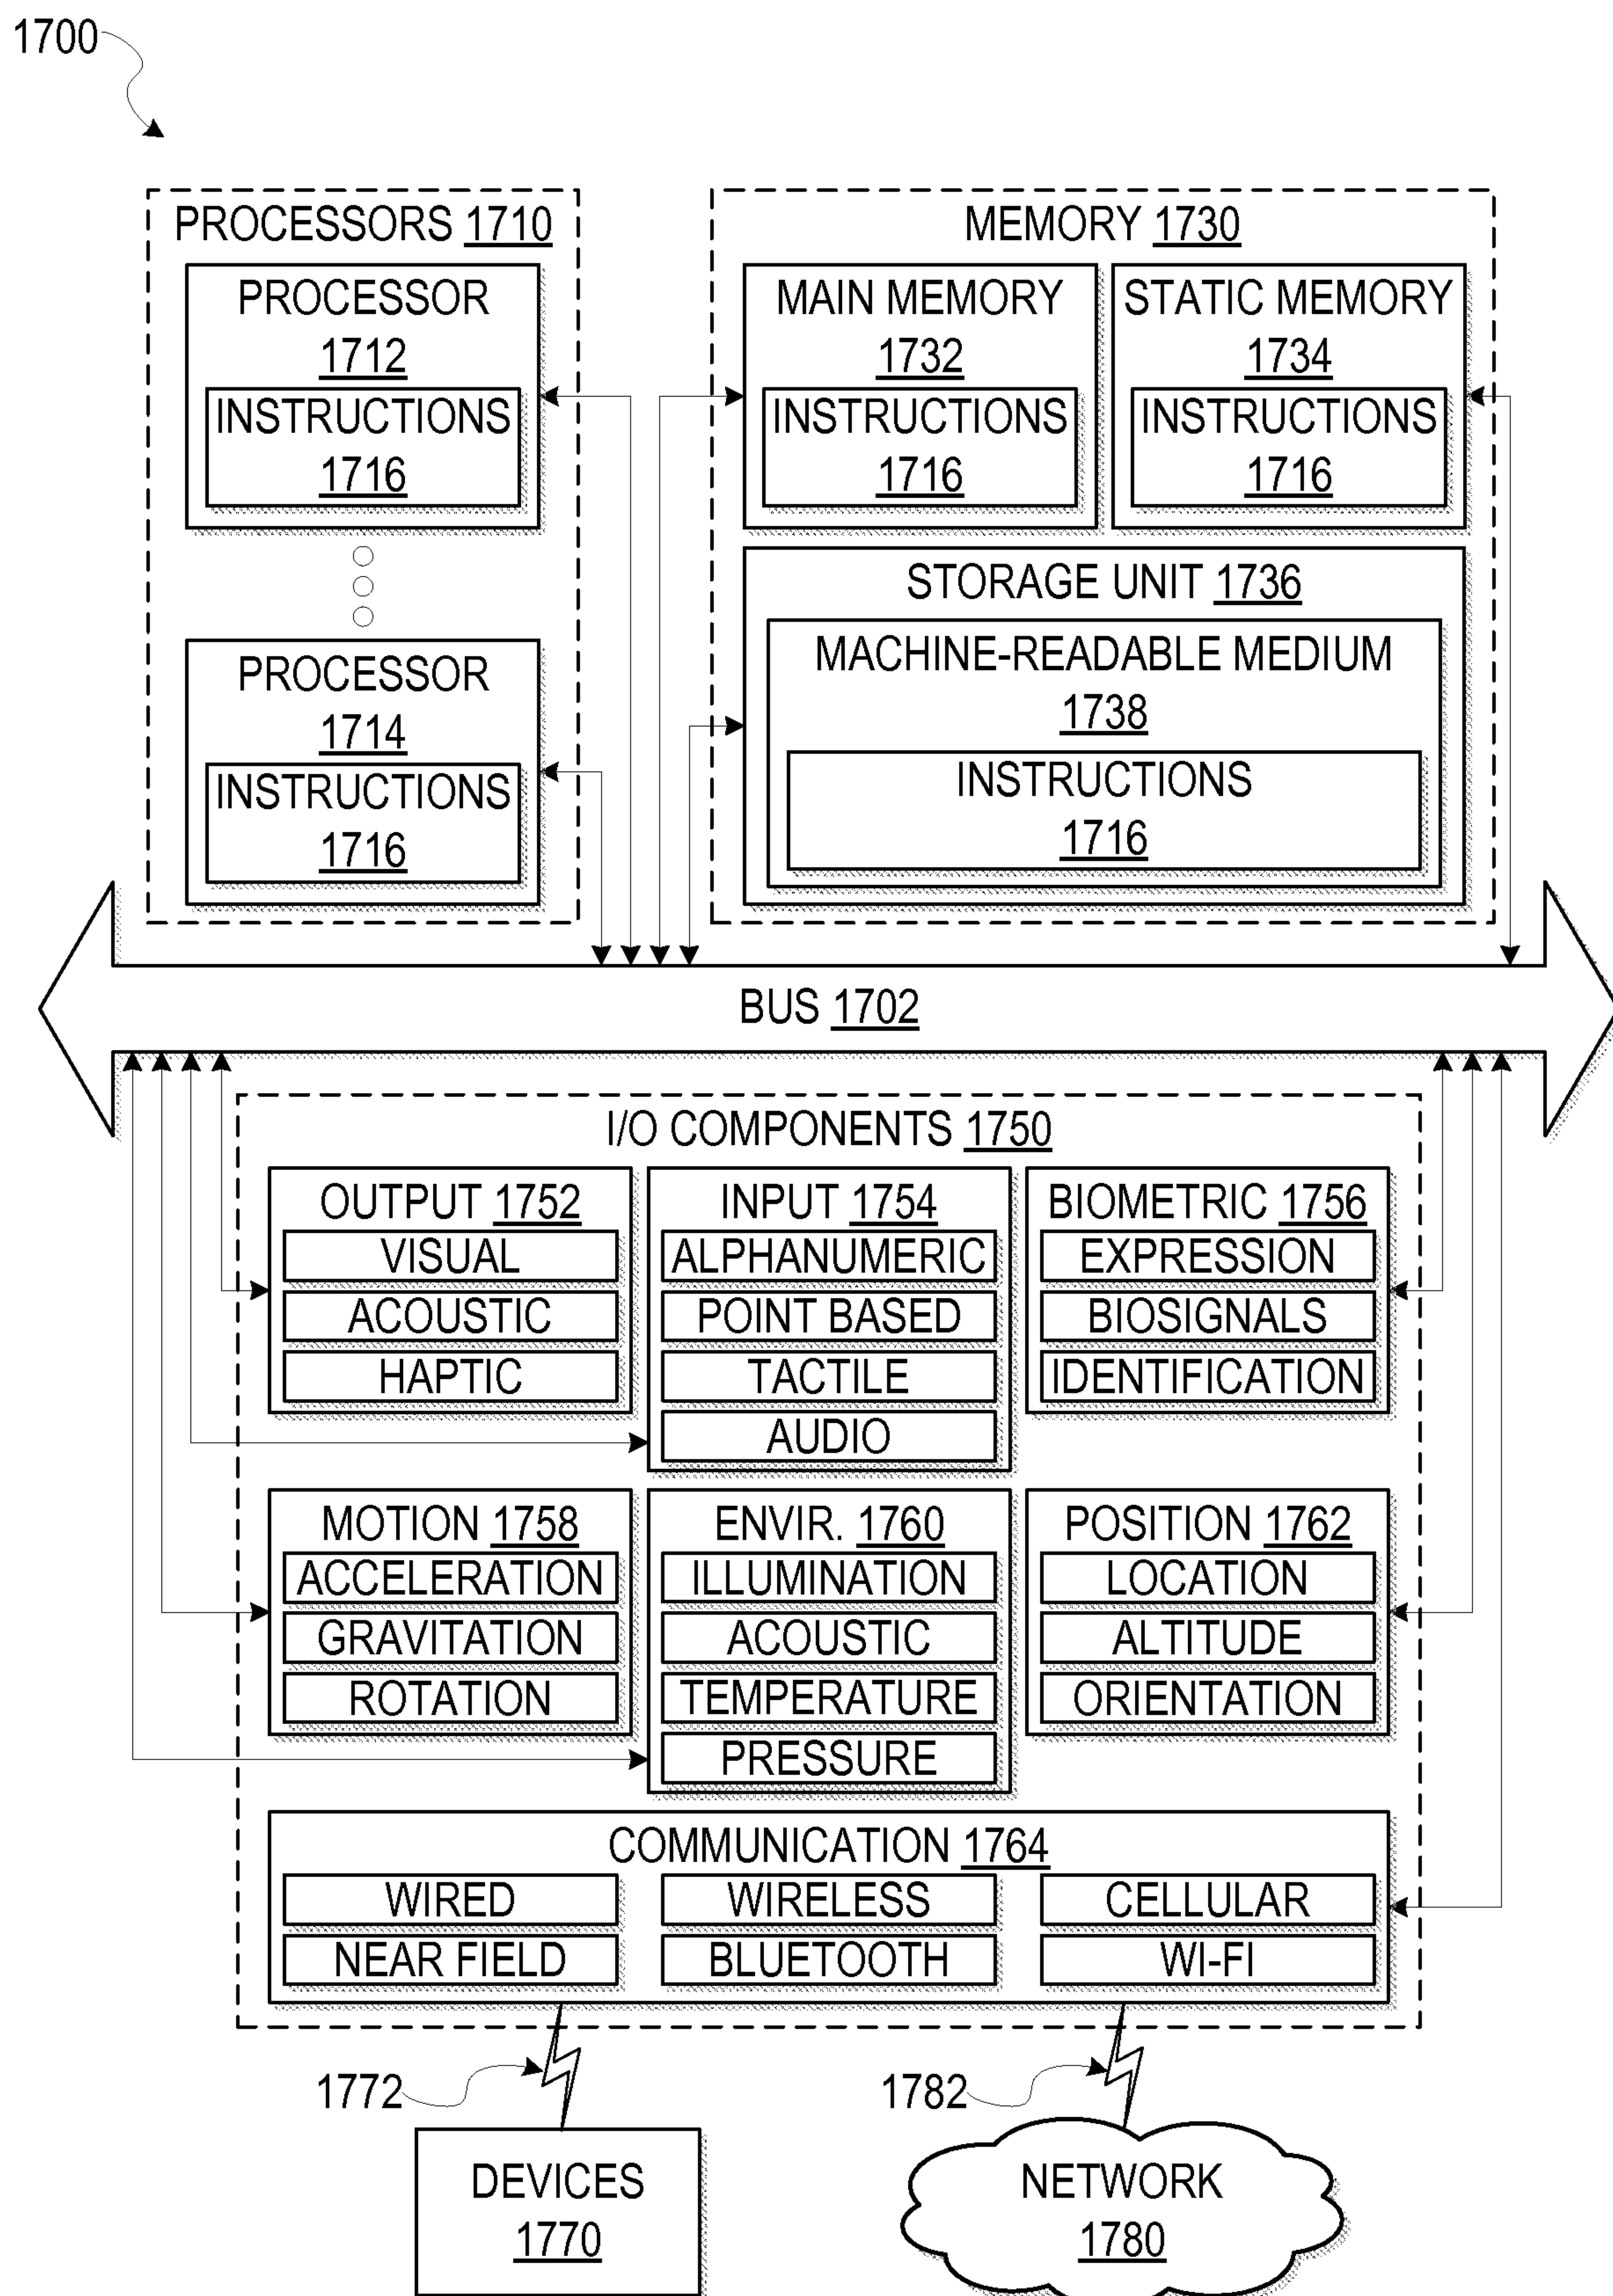 1700
PROCESSORS 1710
PROCESSOR
1712
INSTRUCTIONS
1716
PROCESSOR
1714
INSTRUCTIONS
1716
MEMORY 1730
MAIN MEMORY
1732
INSTRUCTIONS
1716
STATIC MEMORY
1734
INSTRUCTIONS
1716
STORAGE UNIT 1736
MACHINE-READABLE MEDIUM
1738
INSTRUCTIONS
1716
BUS 1702
I/O COMPONENTS 1750
OUTPUT 1752
VISUAL
ACOUSTIC
HAPTIC
INPUT 1754
ALPHANUMERIC
POINT BASED
TACTILE
AUDIO
BIOMETRIC 1756
EXPRESSION
BIOSIGNALS
IDENTIFICATION
MOTION 1758
ACCELERATION
GRAVITATION
ROTATION
ENVIR. 1760
ILLUMINATION
ACOUSTIC
TEMPERATURE
PRESSURE
POSITION 1762
LOCATION
ALTITUDE
ORIENTATION
COMMUNICATION 1764
WIRED
WIRELESS
CELLULAR
NEAR FIELD
BLUETOOTH
WI-FI
1772
1782
DEVICES
1770
NETWORK
1780